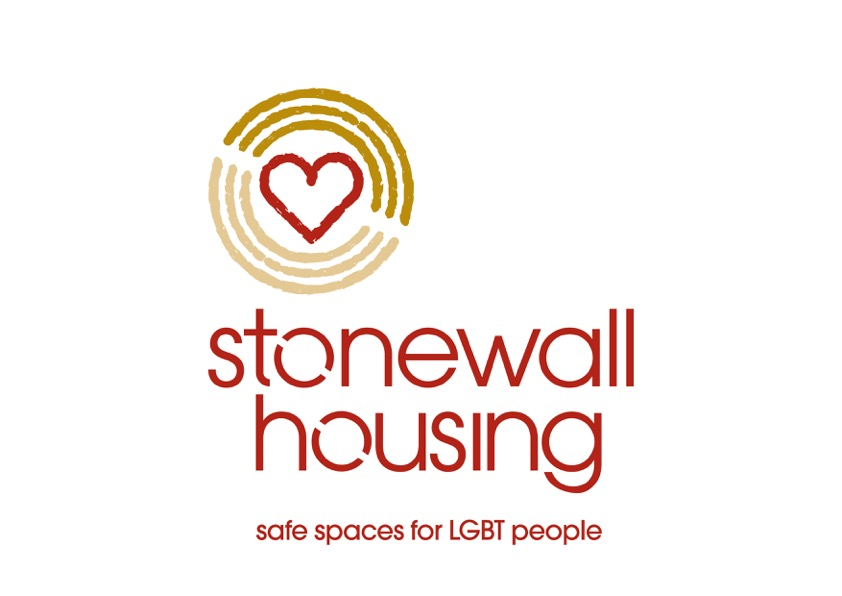 stonewall
housing
safe spaces for LGBT people